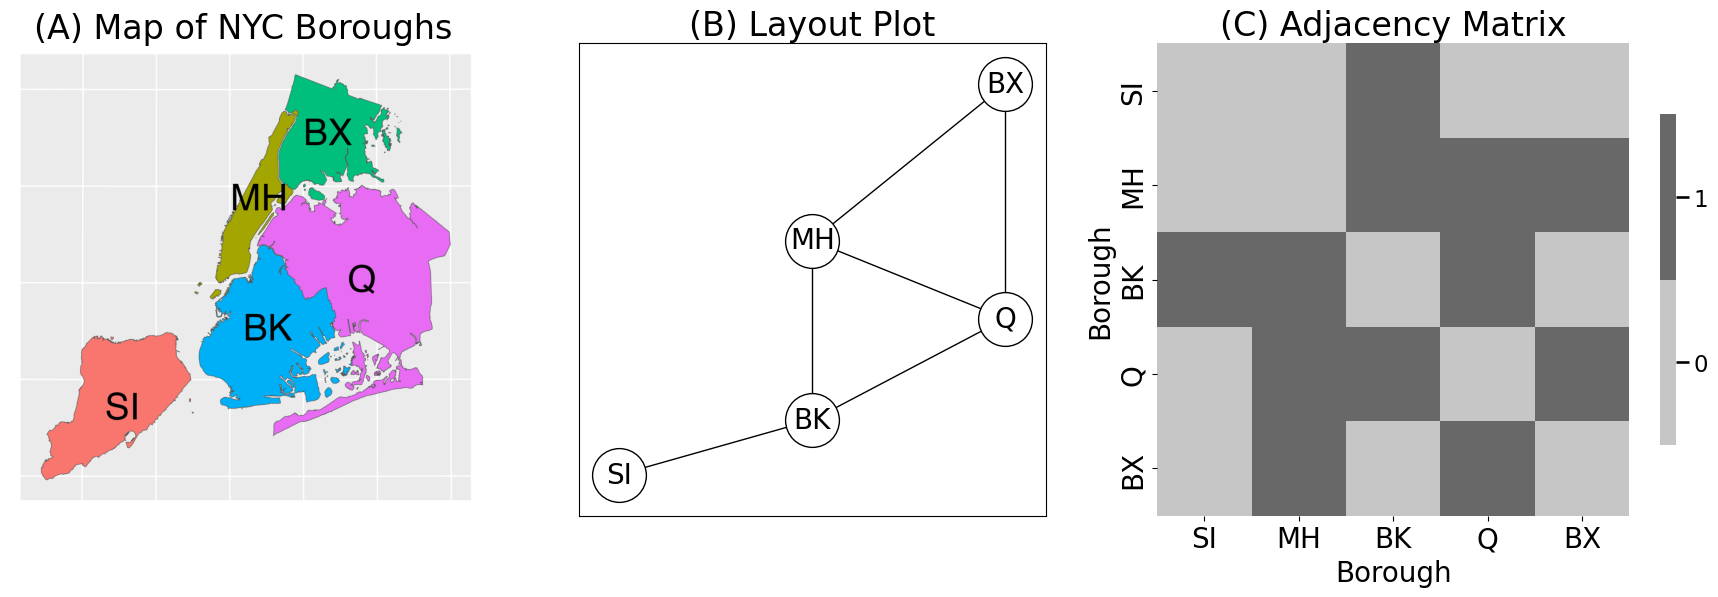 (A) Map of NYC Boroughs
BX
MH
Q
BK
SI
(B) Layout Plot
BX
MH
Q
BK
SI
(C) Adjacency Matrix
SI
MH
BK
Q
BX
Borough
SI MH BK Q BX
Borough
1
0